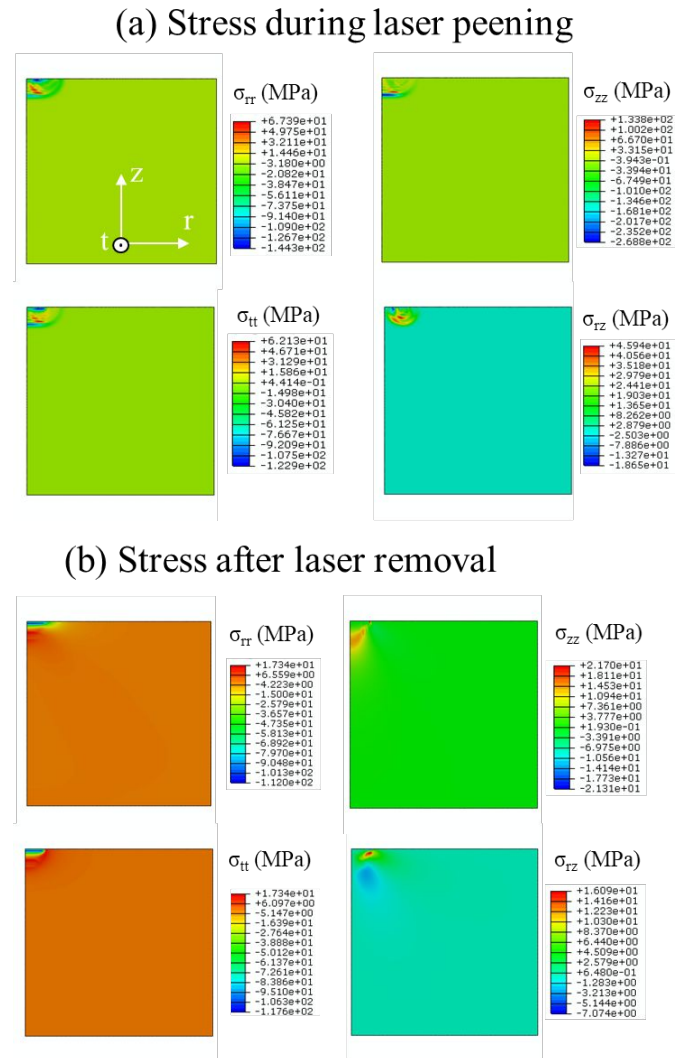 (a) Stress during laser peening
σrr (MPa)
+6.739e+01
+4.975e+01
+3.211e+01
+1.446e+01
-3.180e+00
-2.082e+01
-3.847e+01
-5.611e+01
-7.375e+01
-9.140e+01
-1.090e+02
-1.267e+02
-1.443e+02
z
r
t
σzz (MPa)
+1.338e+02
+1.002e+02
+6.670e+01
+3.315e+01
-3.943e-01
-3.394e+01
-6.749e+01
-1.010e+02
-1.346e+02
-1.681e+02
-2.017e+02
-2.352e+02
-2.688e+02
σtt (MPa)
+6.213e+01
+4.671e+01
+3.129e+01
+1.586e+01
+4.414e-01
-1.498e+01
-3.040e+01
-4.582e+01
-6.125e+01
-7.667e+01
-9.209e+01
-1.075e+02
-1.229e+02
σrz (MPa)
+4.594e+01
+4.056e+01
+3.518e+01
+2.979e+01
+2.441e+01
+1.903e+01
+1.365e+01
+8.262e+00
+2.879e+00
-2.503e+00
-7.886e+00
-1.327e+01
-1.865e+01
(b) Stress after laser removal
σrr (MPa)
+1.734e+01
+6.559e+00
-4.223e+00
-1.500e+01
-2.579e+01
-3.657e+01
-4.735e+01
-5.813e+01
-6.892e+01
-7.970e+01
-9.048e+01
-1.013e+02
-1.120e+02
σzz (MPa)
+2.170e+01
+1.811e+01
+1.453e+01
+1.094e+01
+7.361e+00
+3.777e+00
+1.930e-01
-3.391e+00
-6.975e+00
-1.056e+01
-1.414e+01
-1.773e+01
-2.131e+01
σtt (MPa)
+1.734e+01
+6.097e+00
-5.147e+00
-1.639e+01
-2.764e+01
-3.888e+01
-5.012e+01
-6.137e+01
-7.261e+01
-8.386e+01
-9.510e+01
-1.063e+02
-1.176e+02
σrz (MPa)
+1.609e+01
+1.416e+01
+1.223e+01
+1.030e+01
+8.370e+00
+6.440e+00
+4.509e+00
+2.579e+00
+6.480e-01
-1.283e+00
-3.213e+00
-5.144e+00
-7.074e+00